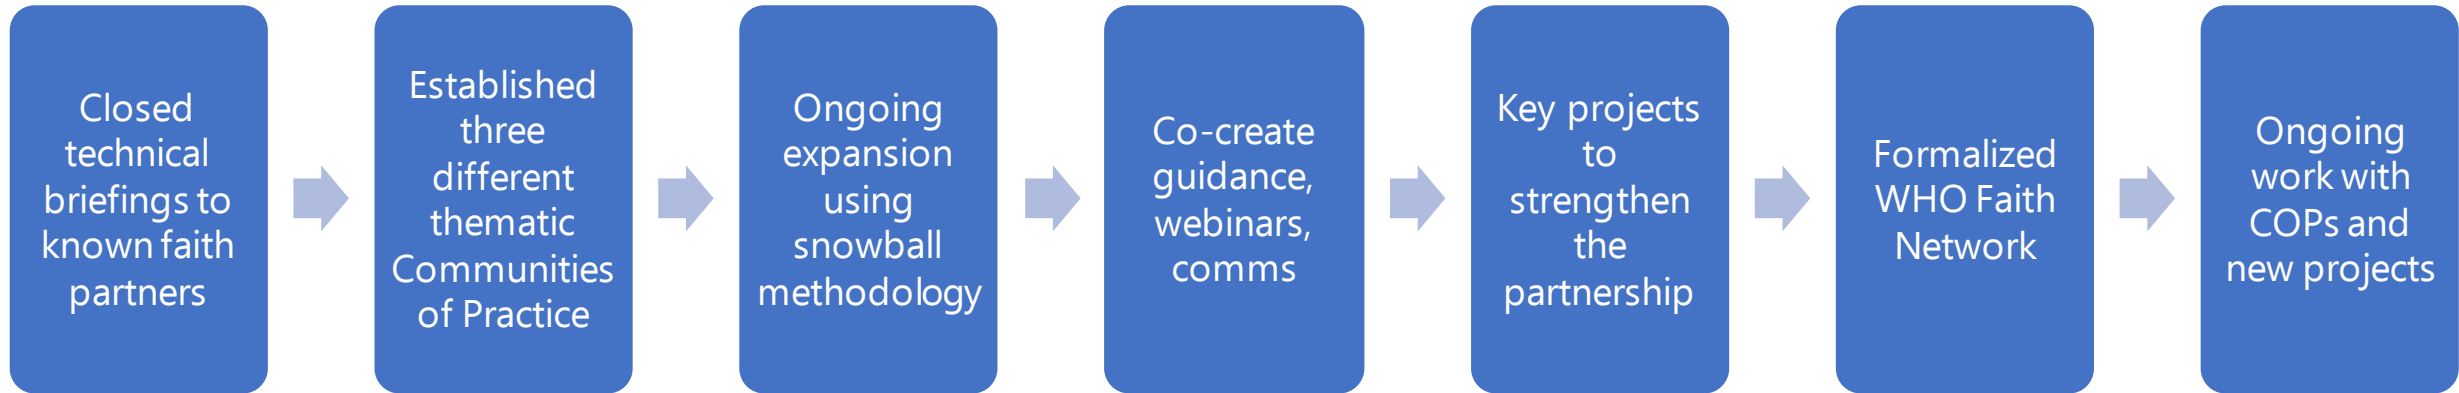 Closed
technical
briefings to
known faith
partners
Established
three
different
thematic
Communities
of Practice
Ongoing
expansion
using
snowball
methodology
Co-create
guidance,
webinars,
comms
Key projects
to
strengthen
the
partnership
Formalized
WHO Faith
Network
Ongoing
work with
COPs and
new projects